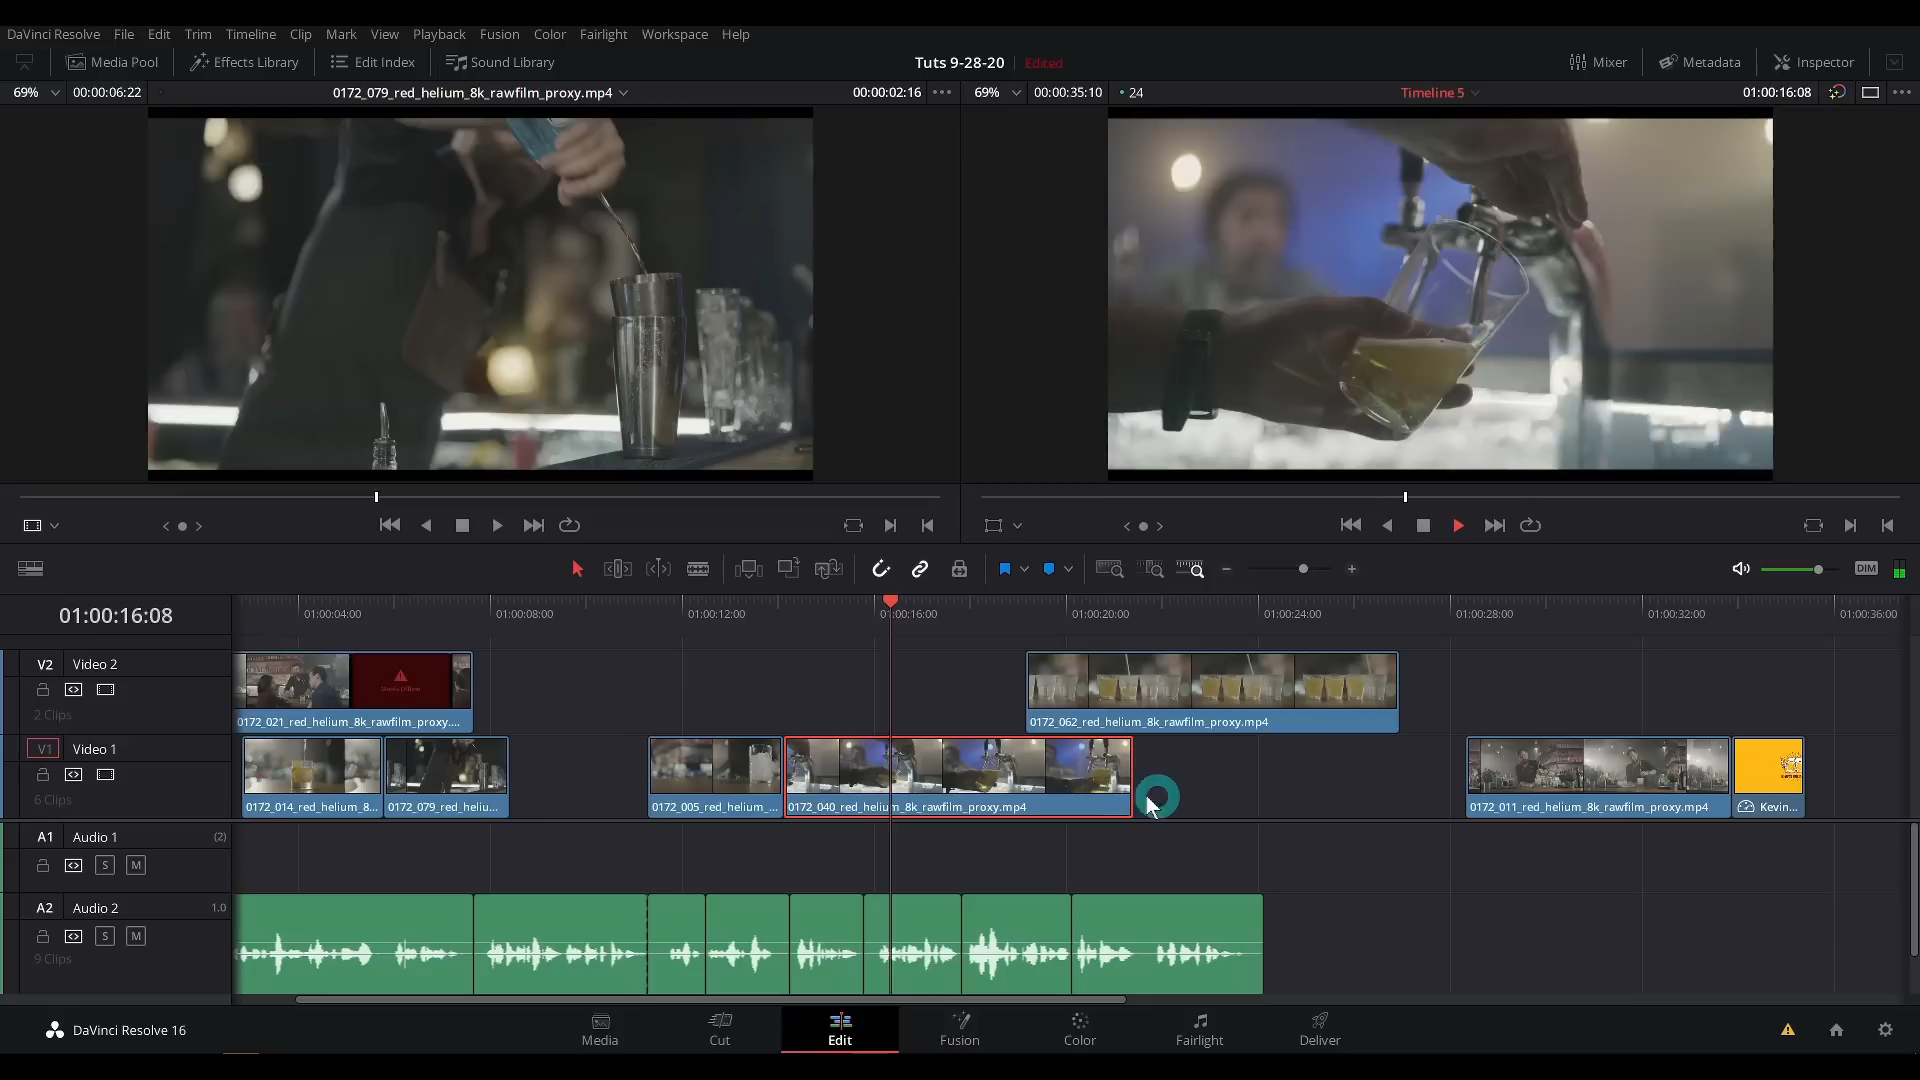 DaVinci Resolve File Edit Trim Timeline Clip Mark View Playback Fusion Color Fairlight Workspace Help
Media Pool Effects Library Edit Index Sound Library Tuts 9-28-20 Edited Mixer Metadata Inspector
69% 00:00:06:22 0172_079_red_helium_8k_rawfilm_proxy.mp4 00:00:02:16 ••• 69% 00:00:35:10 • 24 Timeline 5 01:00:16:08 •••
DIM
01:00:16:08
01:00:04:00 01:00:08:00 01:00:12:00 01:00:16:00 01:00:20:00 01:00:24:00 01:00:28:00 01:00:32:00 01:00:36:00
V2 Video 2
2 Clips
0172_021_red_helium_8k_rawfilm_proxy.... 0172_062_red_helium_8k_rawfilm_proxy.mp4
V1 Video 1
6 Clips
0172_014_red_helium_8... 0172_079_red_heliu... 0172_005_red_helium_... 0172_040_red_helium_8k_rawfilm_proxy.mp4 0172_011_red_helium_8k_rawfilm_proxy.mp4 Kevin...
A1 Audio 1 (2)
S M
A2 Audio 2 1.0
S M
9 Clips
DaVinci Resolve 16 Media Cut Edit Fusion Color Fairlight Deliver